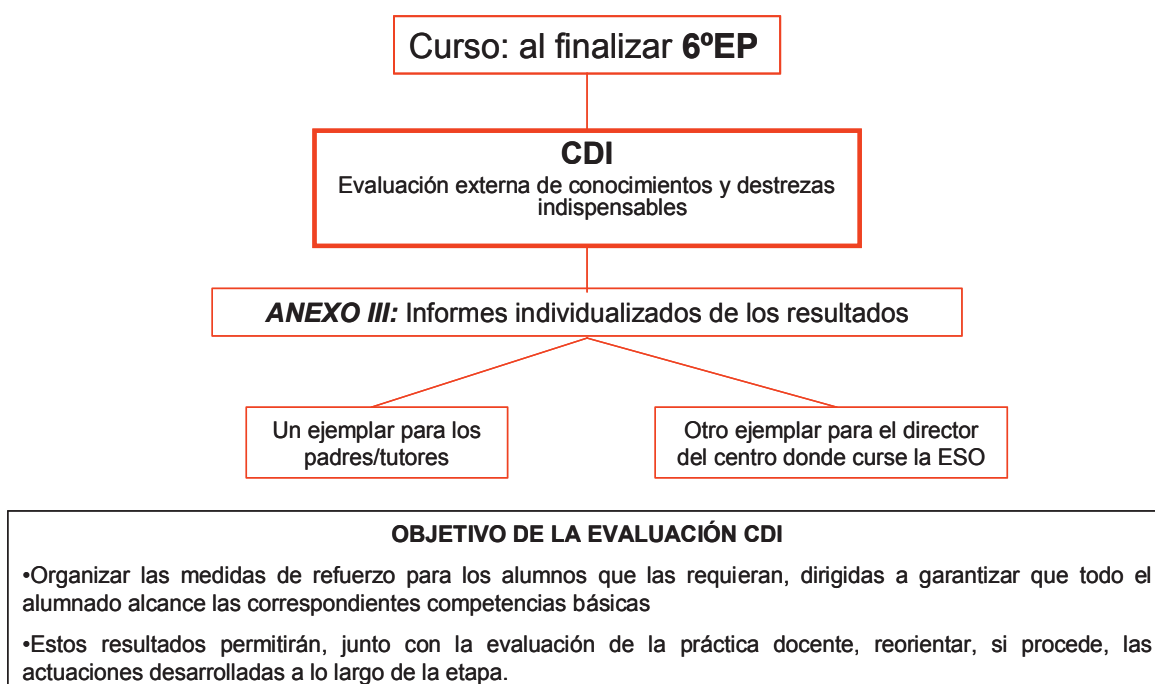 Curso: al finalizar 6ºEP
CDI
Evaluación externa de conocimientos y destrezas
indispensables
ANEXO III: Informes individualizados de los resultados
Un ejemplar para los
padres/tutores
Otro ejemplar para el director
del centro donde curse la ESO
OBJETIVO DE LA EVALUACIÓN CDI
•Organizar las medidas de refuerzo para los alumnos que las requieran, dirigidas a garantizar que todo el
alumnado alcance las correspondientes competencias básicas
•Estos resultados permitirán, junto con la evaluación de la práctica docente, reorientar, si procede, las
actuaciones desarrolladas a lo largo de la etapa.